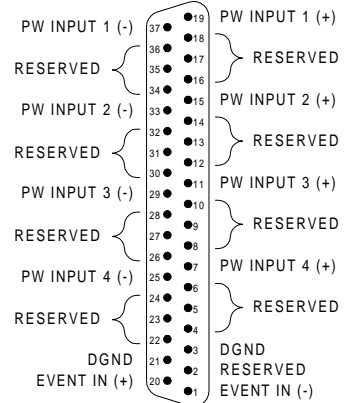 19 PW INPUT 1 (+)
PW INPUT 1 (-) 37
18
36
17 RESERVED
RESERVED 35
16
34
15 PW INPUT 2 (+)
PW INPUT 2 (-) 33
14
32
13 RESERVED
RESERVED 31
12
30
11 PW INPUT 3 (+)
PW INPUT 3 (-) 29
10
28
9 RESERVED
RESERVED 27
8
26
7 PW INPUT 4 (+)
PW INPUT 4 (-) 25
6
24
5 RESERVED
RESERVED 23
4
22
3 DGND
DGND 21
2 RESERVED
EVENT IN (+) 20
1 EVENT IN (-)